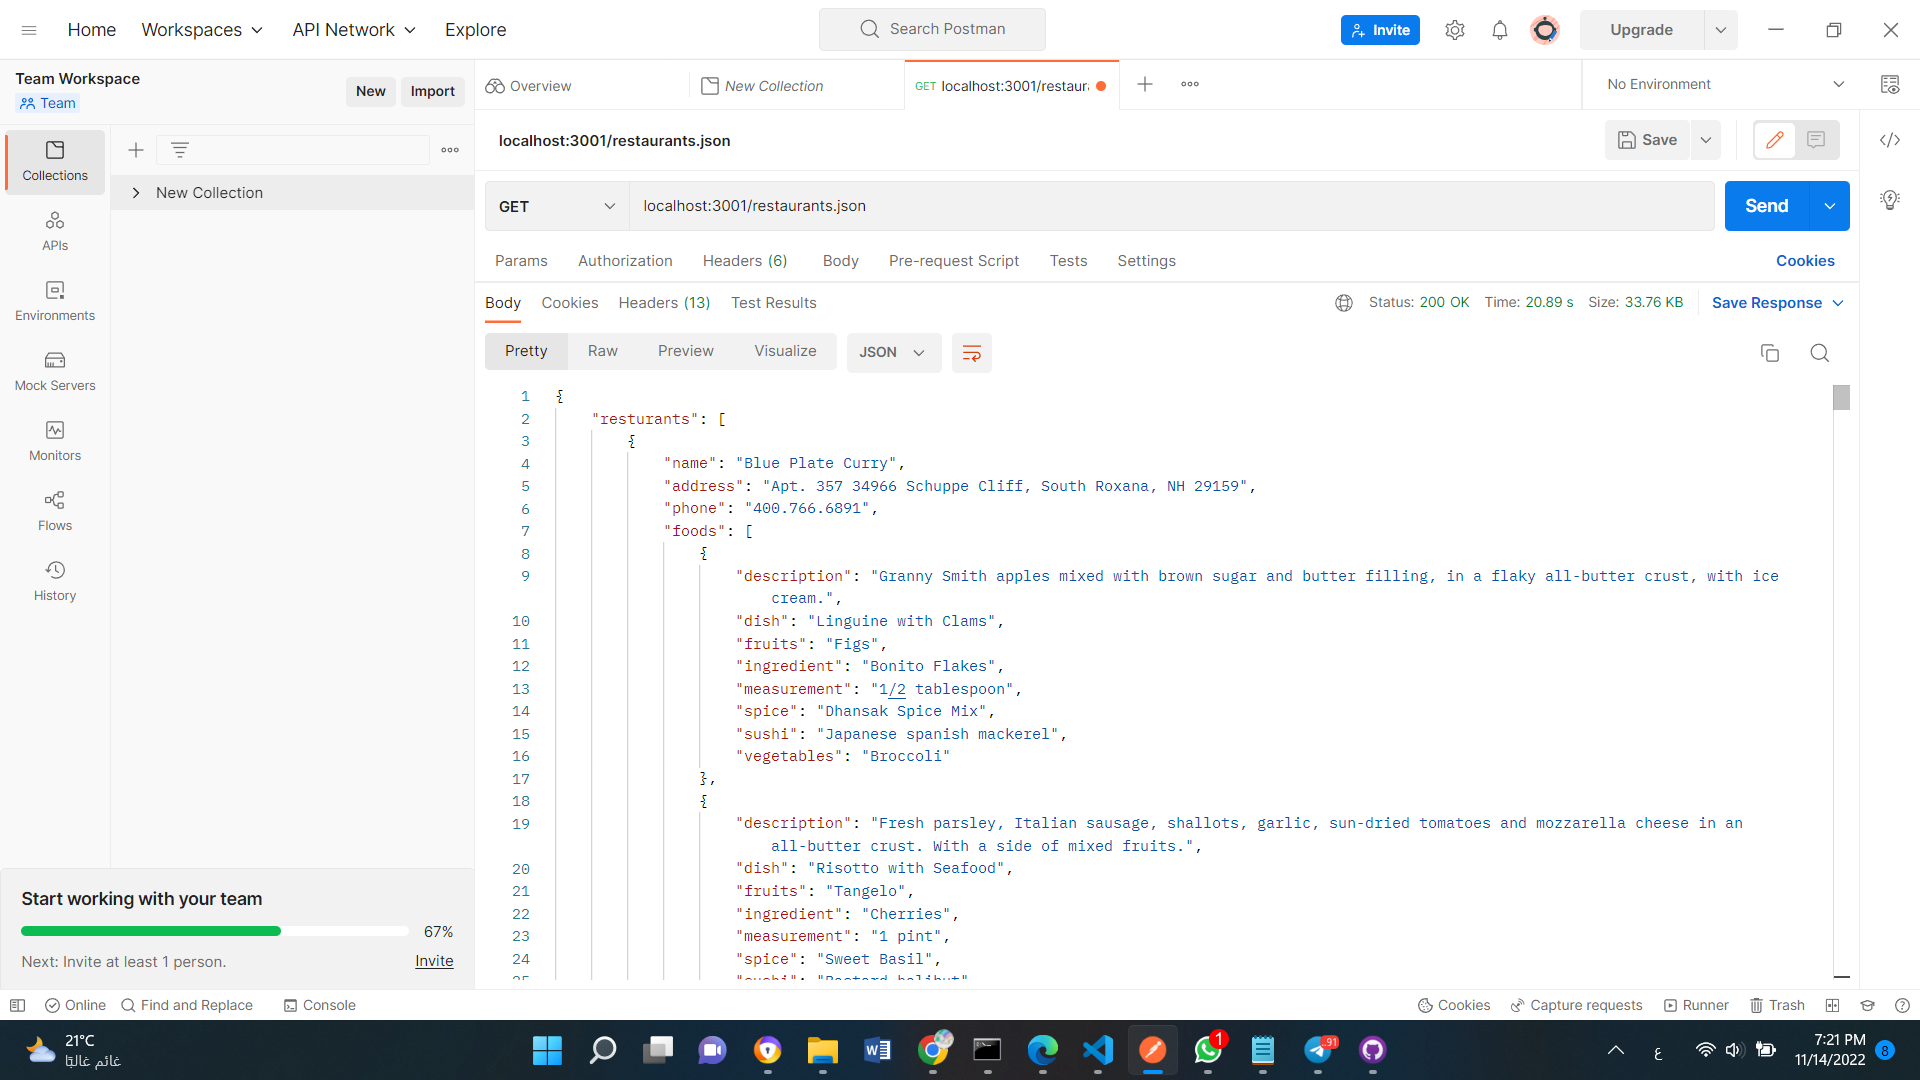 Home Workspaces API Network Explore Search Postman Invite Upgrade
Team Workspace
Team
New Import
Overview New Collection GET localhost:3001/restaura No Environment
Collections
APIs
Environments
Mock Servers
Monitors
Flows
History
New Collection
localhost:3001/restaurants.json Save
GET localhost:3001/restaurants.json Send
Params Authorization Headers (6) Body Pre-request Script Tests Settings Cookies
Body Cookies Headers (13) Test Results Status: 200 OK Time: 20.89 s Size: 33.76 KB Save Response
Pretty Raw Preview Visualize JSON
1 {
2 "resturants": [
3 {
4 "name": "Blue Plate Curry",
5 "address": "Apt. 357 34966 Schuppe Cliff, South Roxana, NH 29159",
6 "phone": "400.766.6891",
7 "foods": [
8 {
9 "description": "Granny Smith apples mixed with brown sugar and butter filling, in a flaky all-butter crust, with ice
cream.",
10 "dish": "Linguine with Clams",
11 "fruits": "Figs",
12 "ingredient": "Bonito Flakes",
13 "measurement": "1/2 tablespoon",
14 "spice": "Dhansak Spice Mix",
15 "sushi": "Japanese spanish mackerel",
16 "vegetables": "Broccoli"
17 },
18 {
19 "description": "Fresh parsley, Italian sausage, shallots, garlic, sun-dried tomatoes and mozzarella cheese in an
all-butter crust. With a side of mixed fruits.",
20 "dish": "Risotto with Seafood",
21 "fruits": "Tangelo",
22 "ingredient": "Cherries",
23 "measurement": "1 pint",
24 "spice": "Sweet Basil",
25 "sushi": "Bastard halibut"
Start working with your team
67%
Next: Invite at least 1 person. Invite
Online Find and Replace Console Cookies Capture requests Runner Trash
21°C
غائم غالبًا
1
91
ع
7:21 PM
11/14/2022
8